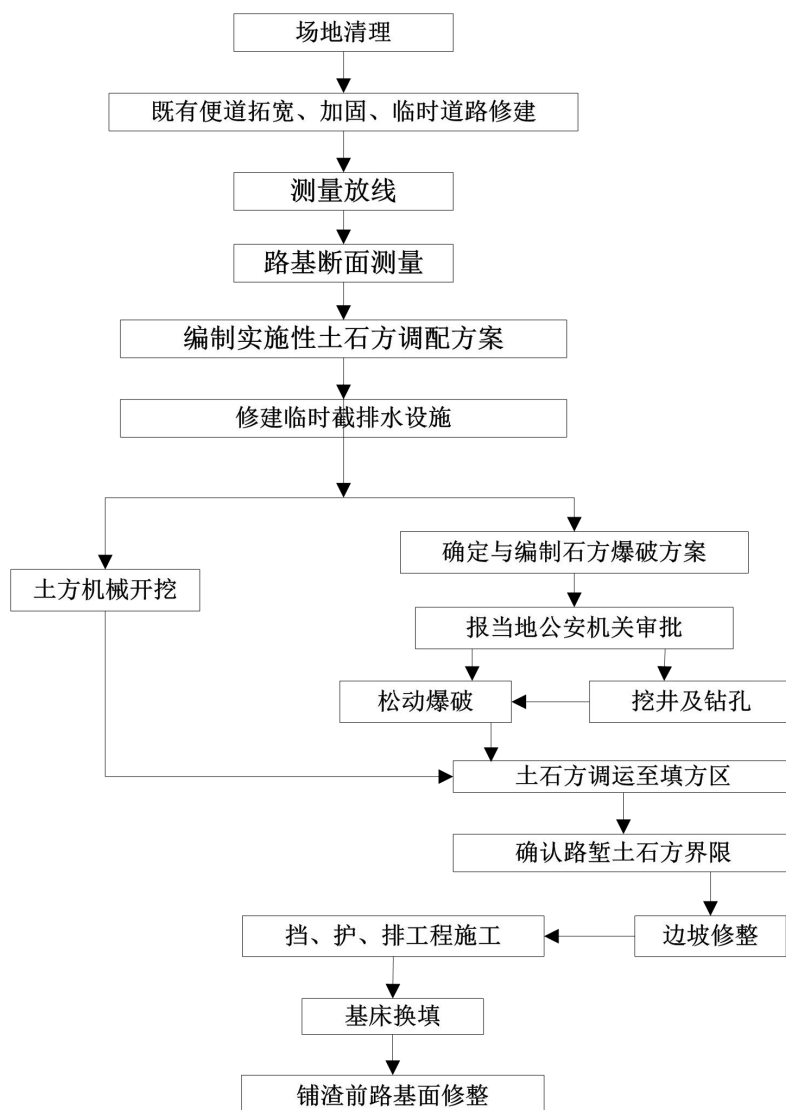 场地清理
既有便道拓宽、加固、临时道路修建
测量放线
路基断面测量
编制实施性土石方调配方案
修建临时截排水设施
确定与编制石方爆破方案
土方机械开挖
报当地公安机关审批
松动爆破
挖井及钻孔
土石方调运至填方区
确认路堑土石方界限
挡、护、排工程施工
边坡修整
基床换填
铺渣前路基面修整